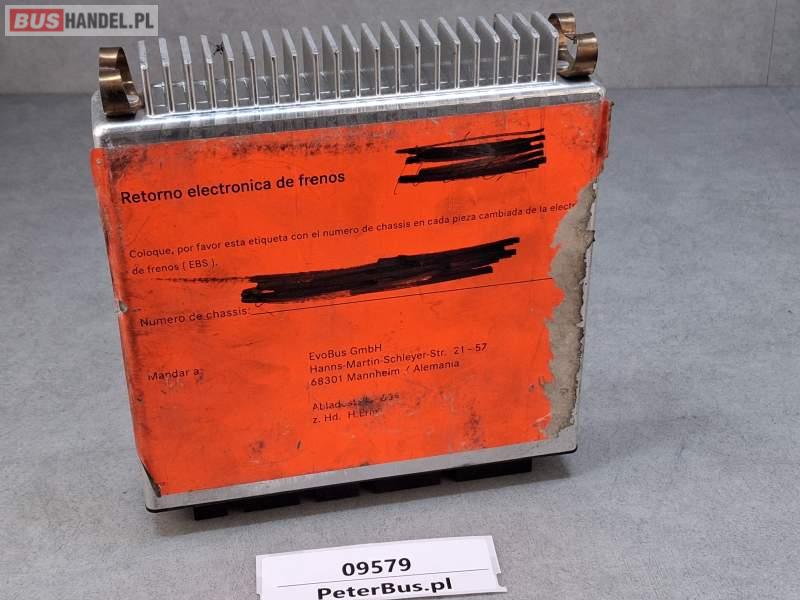 BUSHANDEL.PL
Retorno electronica de frenos
Coloque, por favor esta etiqueta con el numero de chassis en cada pieza cambiada de la electr
de frenos ( EBS ).
Numero de chassis:
Mandar a:
EvoBus GmbH
Hanns-Martin-Schleyer-Str. 21-57
68301 Mannheim / Alemania
z. Hd.
09579
PeterBus.pl